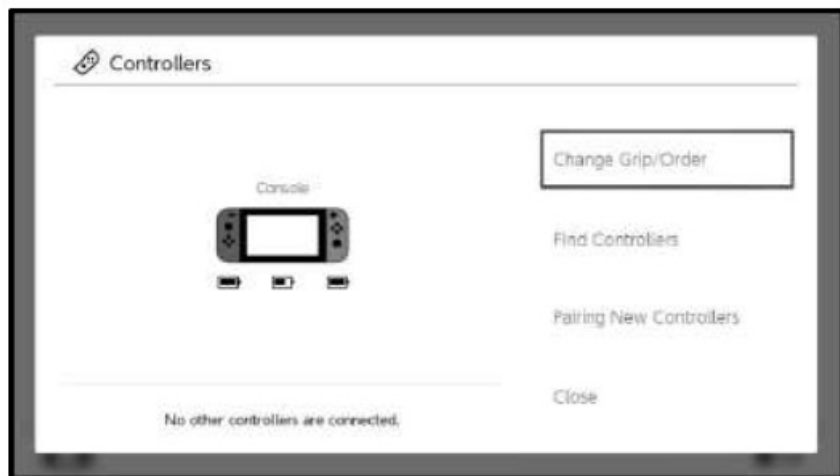 Controllers
Console
Change Grip/Order
Find Controllers
Pairing New Controllers
Close
No other controllers are connected.